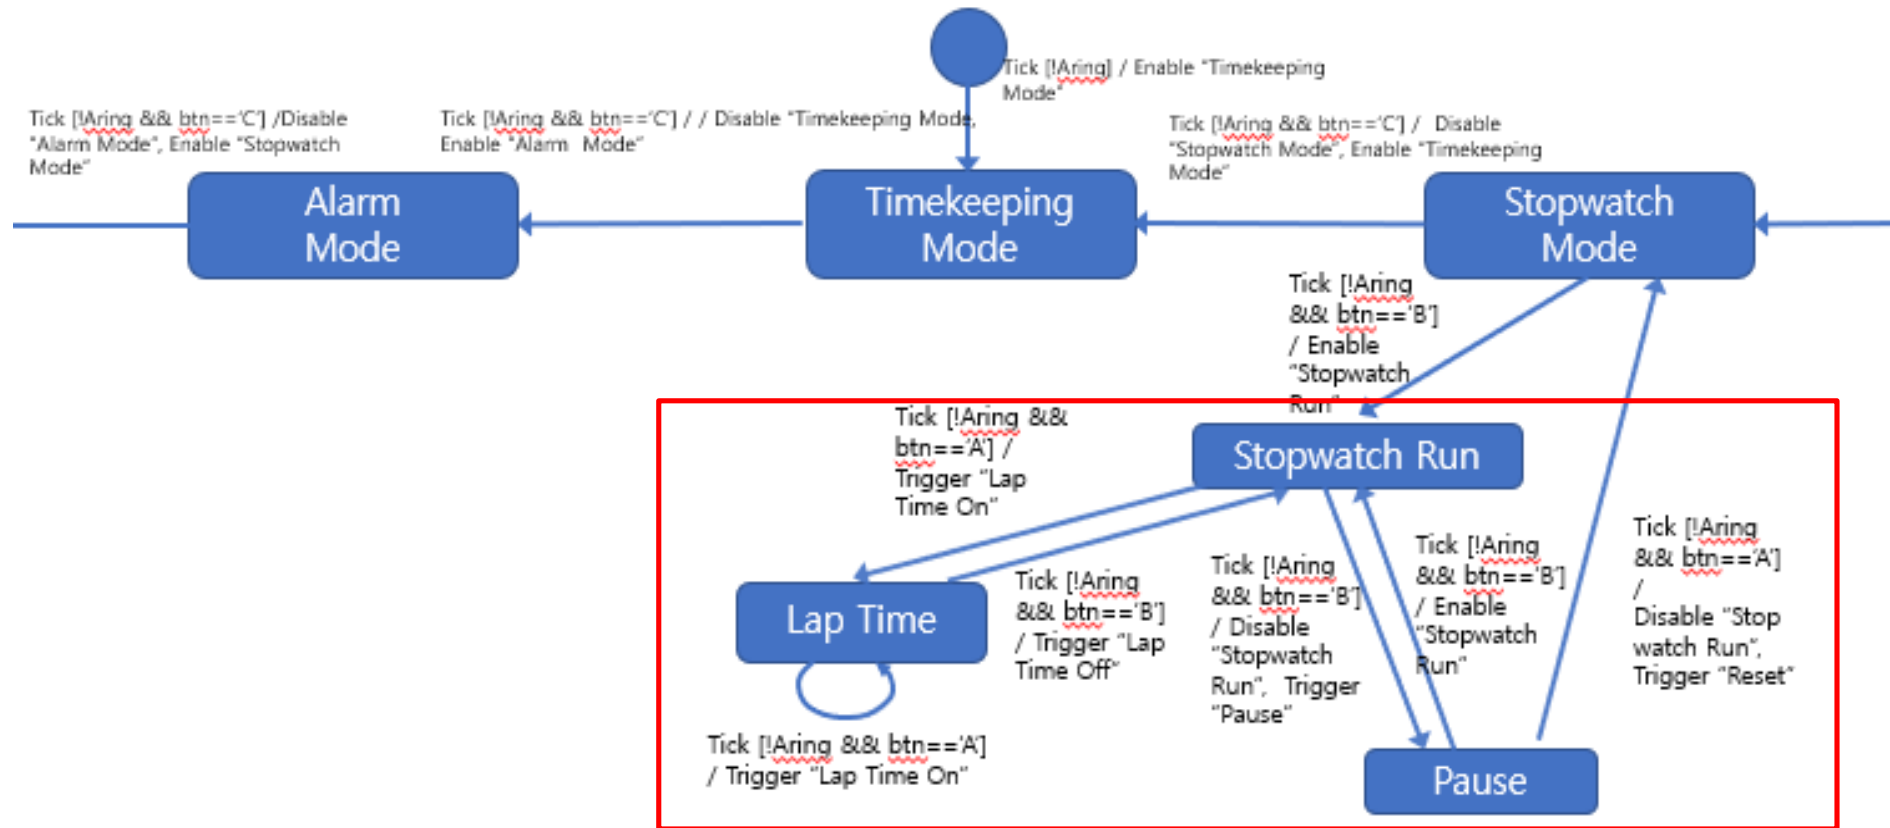 Tick [!Aring] / Enable "Timekeeping
Mode"
Tick [!Aring && btn=='C'] /Disable
"Alarm Mode", Enable "Stopwatch
Mode"
Tick [!Aring && btn=='C'] / / Disable "Timekeeping Mode,
Enable "Alarm Mode"
Tick [!Aring && btn=='C'] / Disable
"Stopwatch Mode", Enable "Timekeeping
Mode"
Alarm
Mode
Timekeeping
Mode
Stopwatch
Mode
Tick [!Aring
&& btn=='B']
/ Enable
"Stopwatch
Run"
Tick [!Aring &&
btn=='A'] /
Trigger "Lap
Time On"
Stopwatch Run
Lap Time
Tick [!Aring
&& btn=='B']
/ Trigger "Lap
Time Off"
Tick [!Aring
&& btn=='B']
/ Disable
"Stopwatch
Run", Trigger
"Pause"
Tick [!Aring
&& btn=='B']
/ Enable
"Stopwatch
Run"
Tick [!Aring
&& btn=='A']
/
Disable "Stop
watch Run",
Trigger "Reset"
Tick [!Aring && btn=='A']
/ Trigger "Lap Time On"
Pause